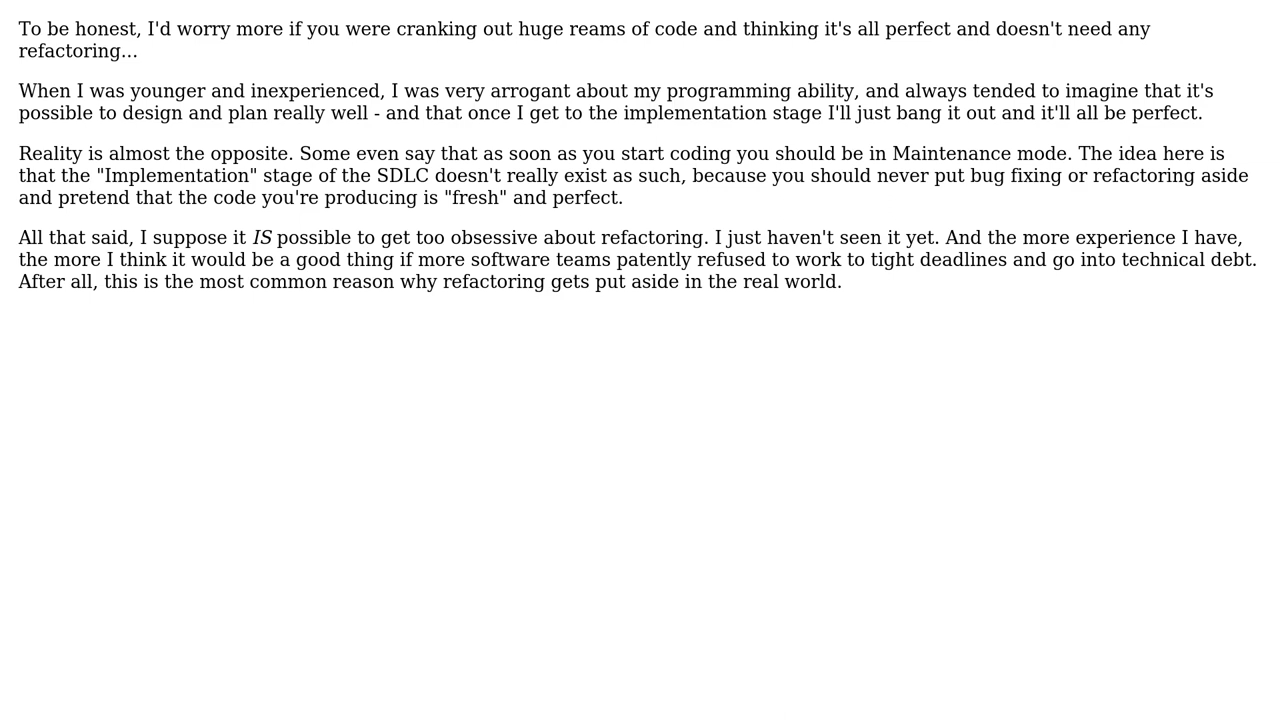 To be honest, I'd worry more if you were cranking out huge reams of code and thinking it's all perfect and doesn't need any
refactoring...
When I was younger and inexperienced, I was very arrogant about my programming ability, and always tended to imagine that it's
possible to design and plan really well - and that once I get to the implementation stage I'll just bang it out and it'll all be perfect.
Reality is almost the opposite. Some even say that as soon as you start coding you should be in Maintenance mode. The idea here is
that the "Implementation" stage of the SDLC doesn't really exist as such, because you should never put bug fixing or refactoring aside
and pretend that the code you're producing is "fresh" and perfect.
All that said, I suppose it IS possible to get too obsessive about refactoring. I just haven't seen it yet. And the more experience I have,
the more I think it would be a good thing if more software teams patently refused to work to tight deadlines and go into technical debt.
After all, this is the most common reason why refactoring gets put aside in the real world.